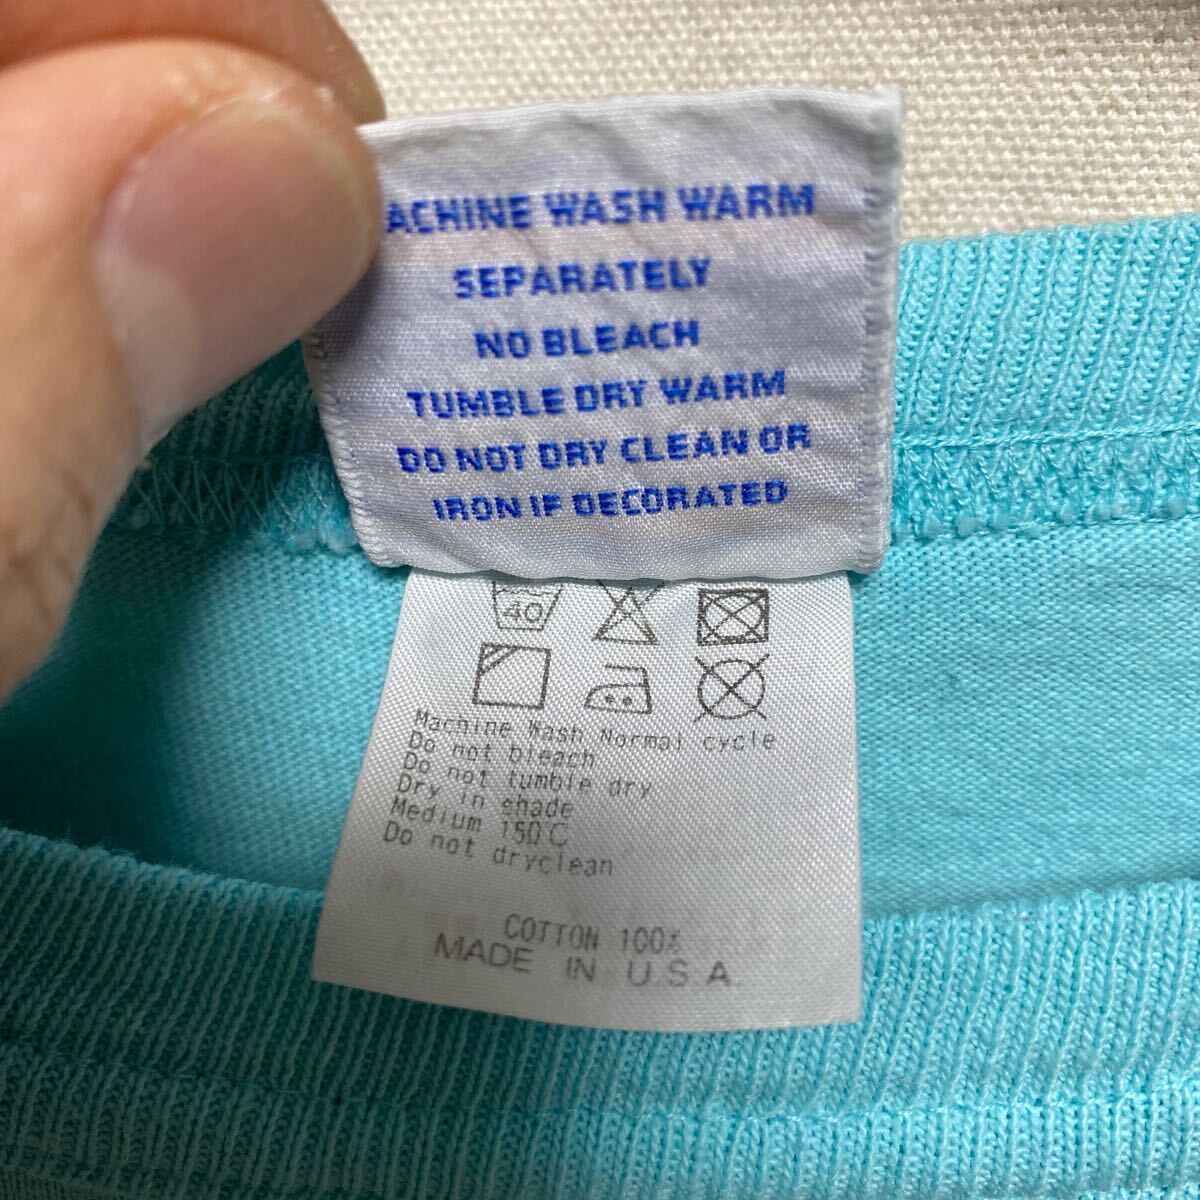 ACHINE WASH WARM
SEPARATELY
NO BLEACH
TUMBLE DRY WARM
DO NOT DRY CLEAN OR
IRON IF DECORATED
40
Machine Wash Normal cycle
Do not bleach
Do not tumble dry
Dry in shade
Medium 150℃
Do not dryclean
COTTON 100%
MADE IN U.S.A.